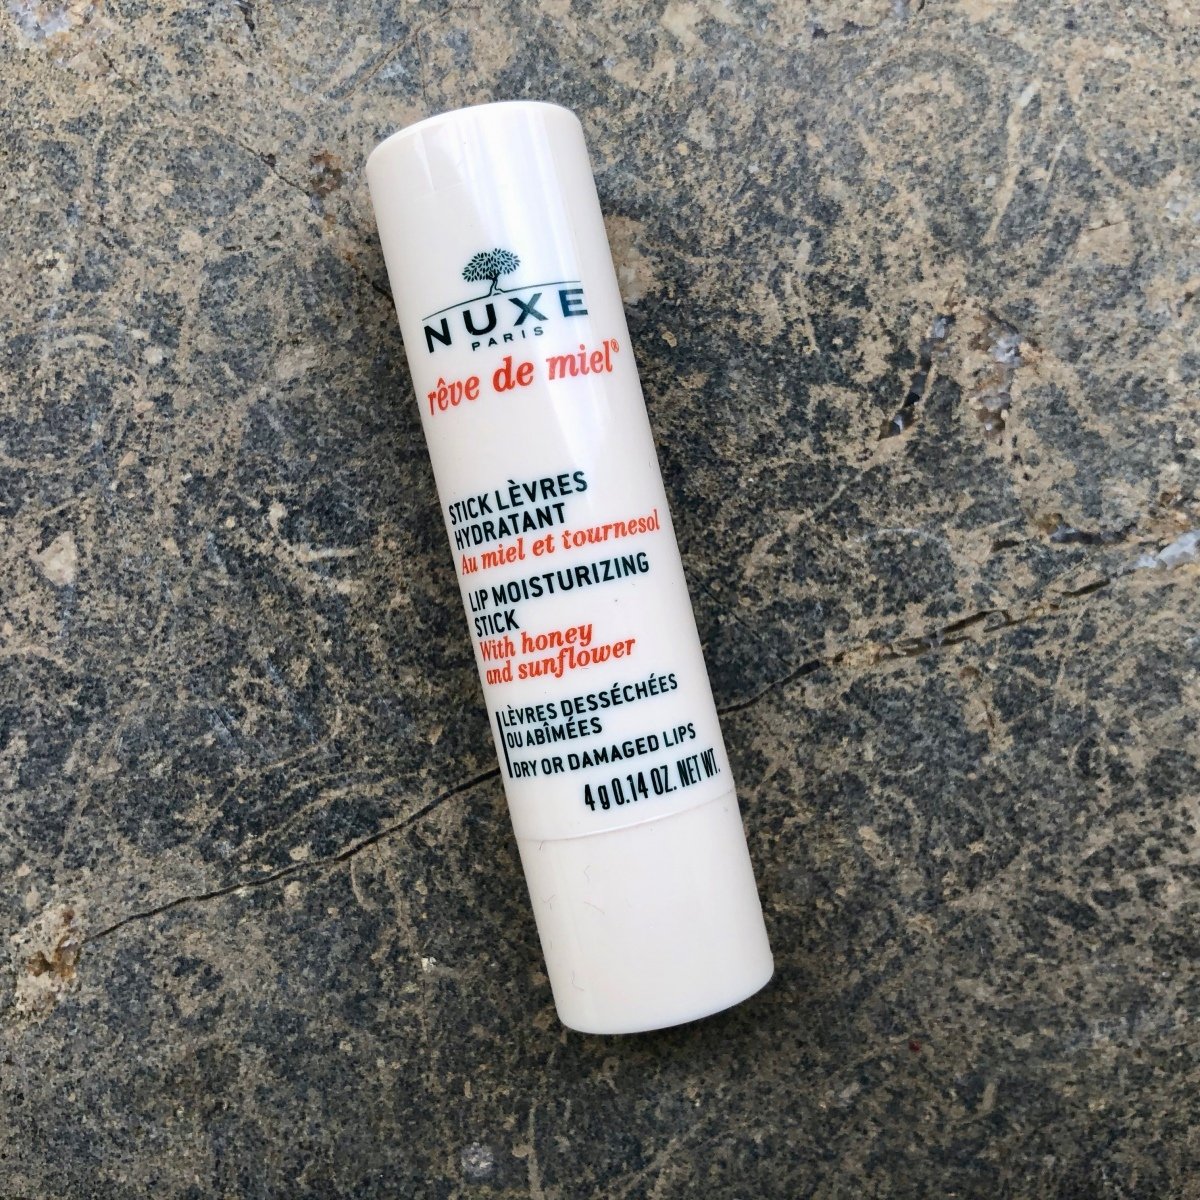 NUXE
PARIS
rêve de miel®
STICK LÈVRES
HYDRATANT
Au miel et tournesol
LIP MOISTURIZING
STICK
With honey
and sunflower
LÈVRES DESSÉCHÉES
OU ABÎMÉES
DRY OR DAMAGED LIPS
4g 0.14 OZ. NET WT.